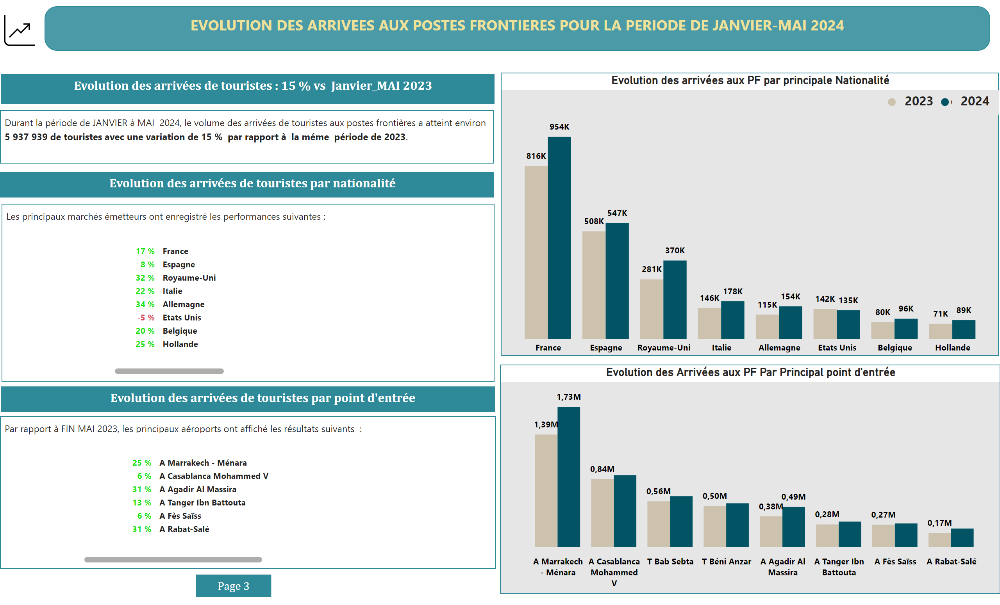 EVOLUTION DES ARRIVEES AUX POSTES FRONTIERES POUR LA PERIODE DE JANVIER-MAI 2024
Evolution des arrivées de touristes : 15 % vs  Janvier_MAI 2023
Durant la période de JANVIER à MAI  2024, le volume des arrivées de touristes aux postes frontières a atteint environ
5 937 939 de touristes avec une variation de 15 %  par rapport à  la méme  période de 2023.
Evolution des arrivées de touristes par nationalité
Les principaux marchés émetteurs ont enregistré les performances suivantes :
17 % France
8 % Espagne
32 % Royaume-Uni
22 % Italie
34 % Allemagne
-5 % Etats Unis
20 % Belgique
25 % Hollande
Evolution des arrivées de touristes par point d'entrée
Par rapport à FIN MAI 2023, les principaux aéroports ont affiché les résultats suivants  :
25 % A Marrakech - Ménara
6 % A Casablanca Mohammed V
31 % A Agadir Al Massira
13 % A Tanger Ibn Battouta
6 % A Fès Saïss
31 % A Rabat-Salé
Page 3
Evolution des arrivées aux PF par principale Nationalité
2023 2024
816K 954K
508K 547K
281K 370K
146K 178K
115K 154K
142K 135K
80K 96K
71K 89K
France Espagne Royaume-Uni Italie Allemagne Etats Unis Belgique Hollande
Evolution des Arrivées aux PF Par Principal point d'entrée
1,39M 1,73M
0,84M
0,56M
0,50M
0,38M 0,49M
0,28M
0,27M
0,17M
A Marrakech
- Ménara
A Casablanca
Mohammed
V
T Bab Sebta
T Béni Anzar
A Agadir Al
Massira
A Tanger Ibn
Battouta
A Fès Saïss
A Rabat-Salé